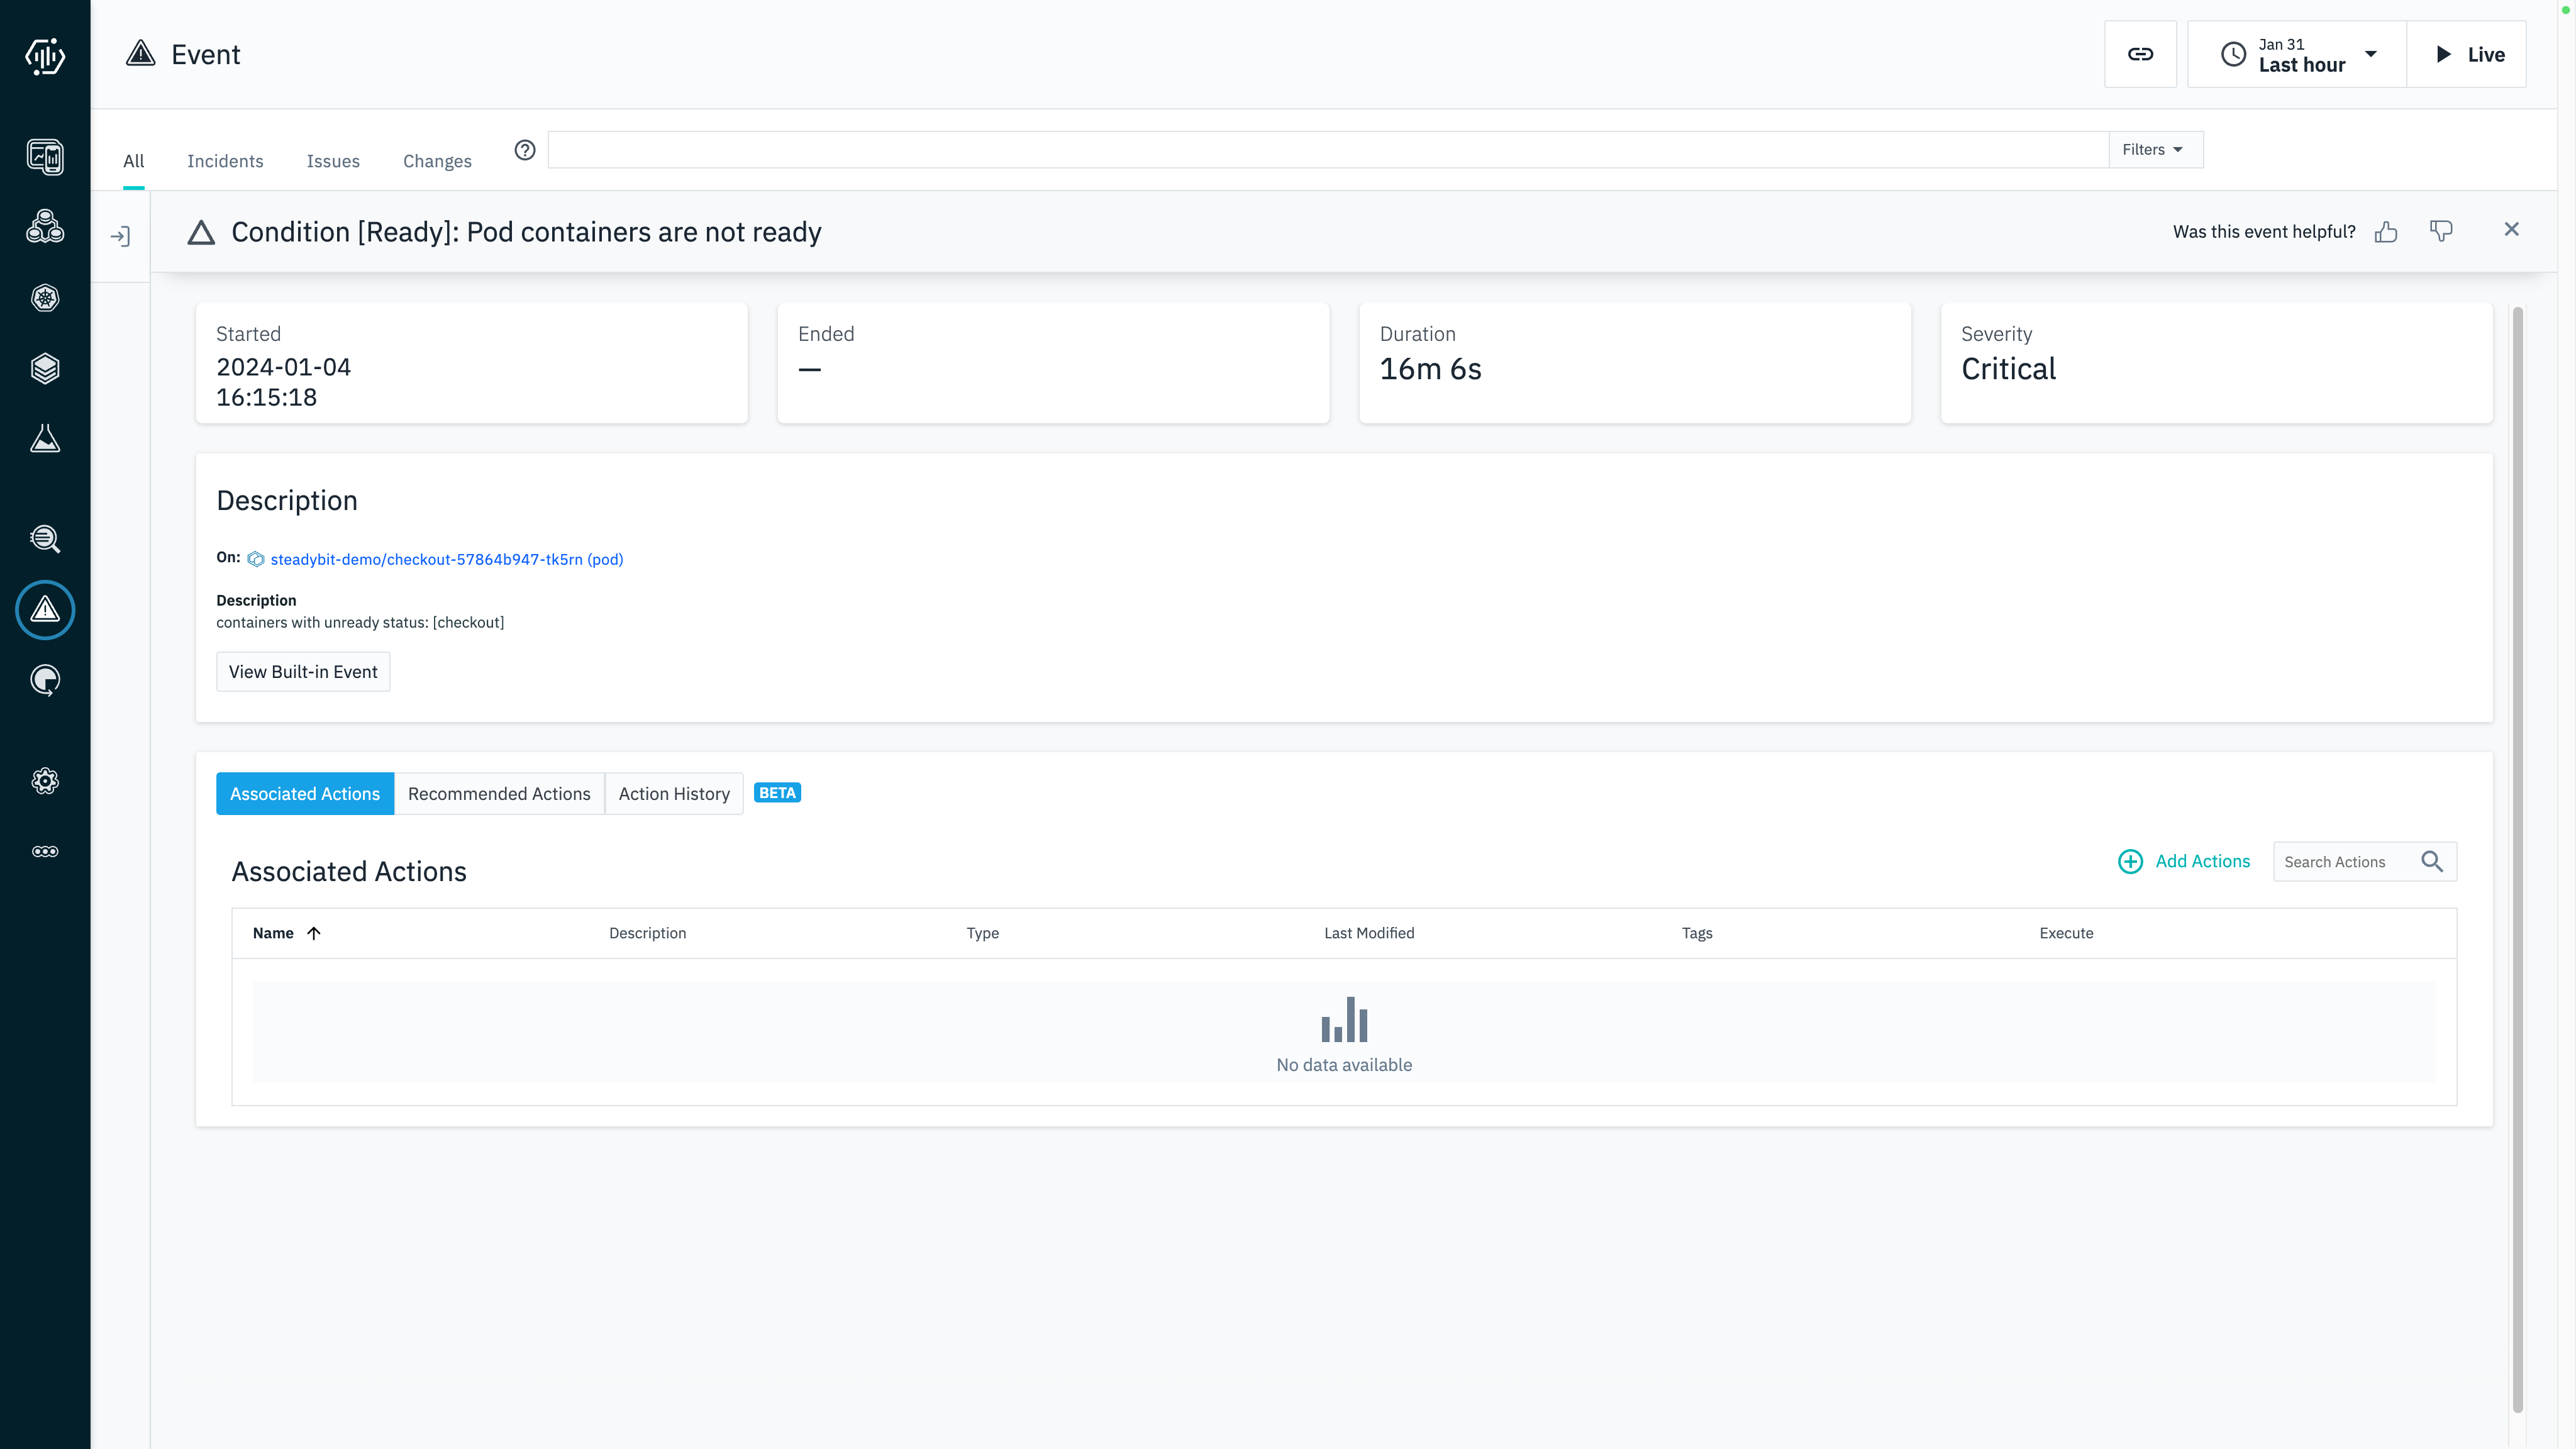 Event
Jan 31
Last hour
Live
All
Incidents
Issues
Changes
Filters
Condition [Ready]: Pod containers are not ready
Was this event helpful?
Started
2024-01-04
16:15:18
Ended
—
Duration
16m 6s
Severity
Critical
Description
On: steadybit-demo/checkout-57864b947-tk5rn (pod)
Description
containers with unready status: [checkout]
View Built-in Event
Associated Actions
Recommended Actions
Action History
BETA
Associated Actions
Add Actions
Search Actions
Name
Description
Type
Last Modified
Tags
Execute
No data available